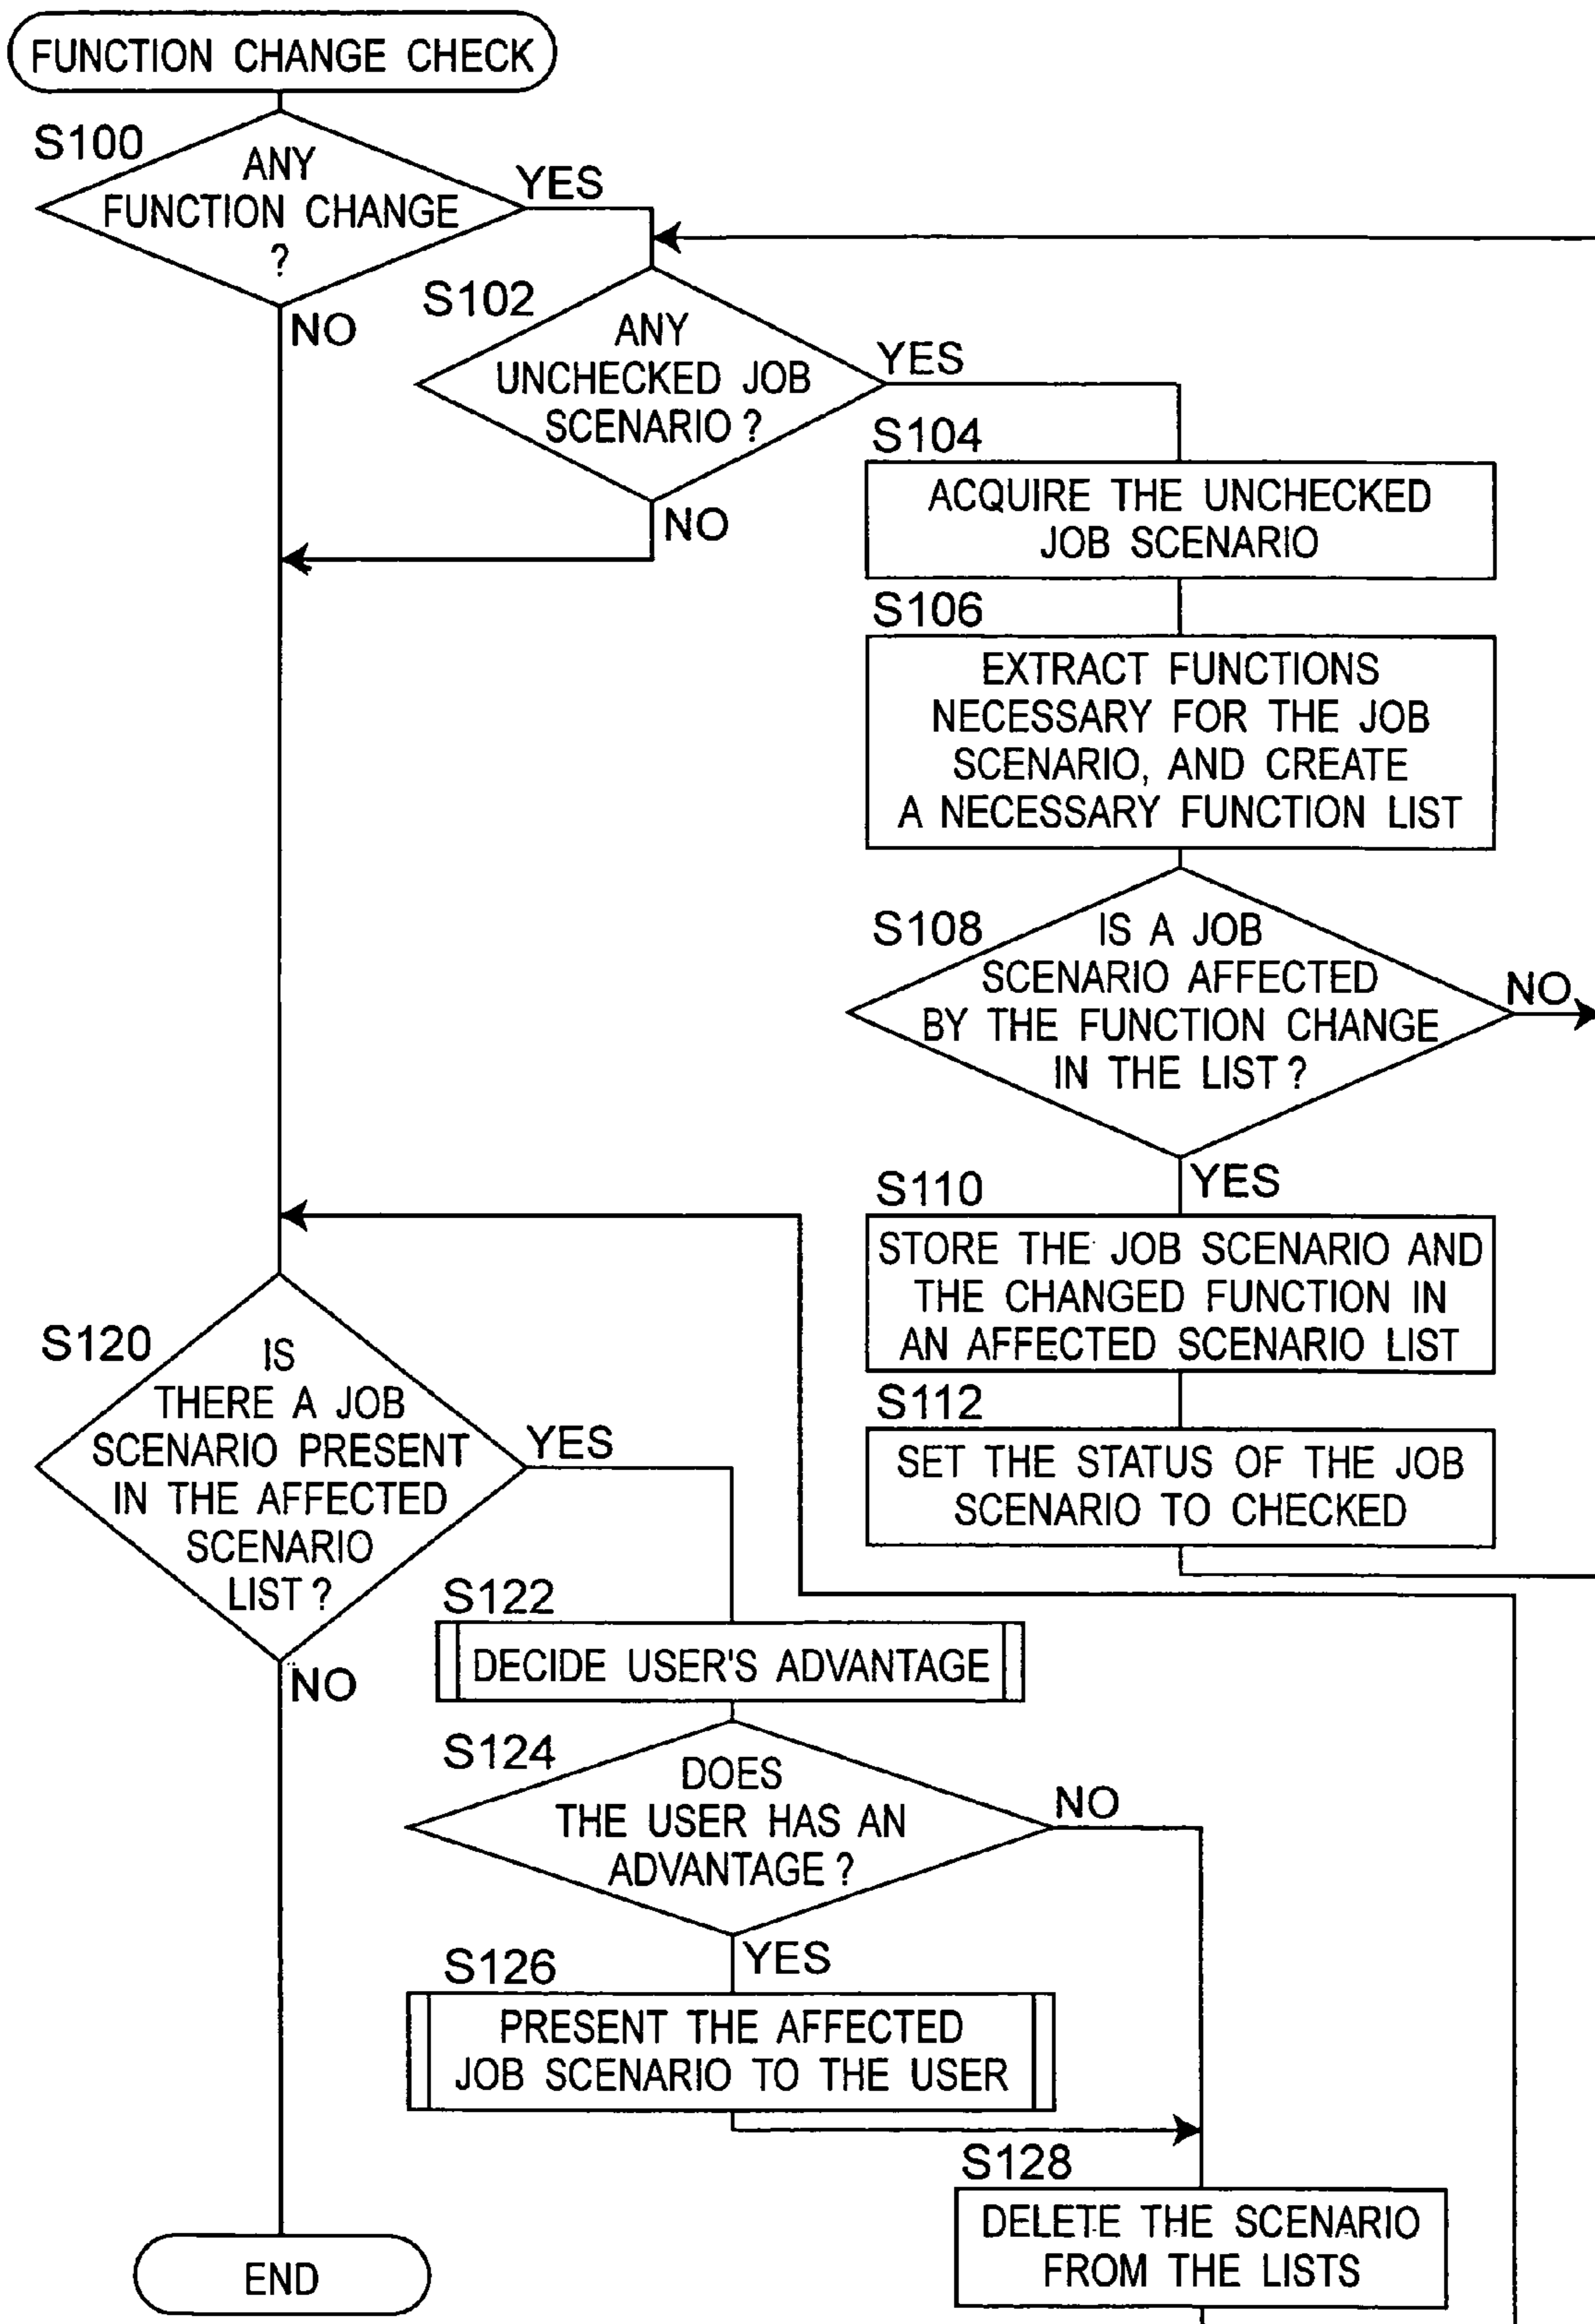 FUNCTION CHANGE CHECK
S100
ANY
FUNCTION CHANGE
?
YES
NO
S102
ANY
UNCHECKED JOB
SCENARIO ?
YES
NO
S104
ACQUIRE THE UNCHECKED
JOB SCENARIO
S106
EXTRACT FUNCTIONS
NECESSARY FOR THE JOB
SCENARIO, AND CREATE
A NECESSARY FUNCTION LIST
S108
IS A JOB
SCENARIO AFFECTED
BY THE FUNCTION CHANGE
IN THE LIST ?
NO
YES
S110
STORE THE JOB SCENARIO AND
THE CHANGED FUNCTION IN
AN AFFECTED SCENARIO LIST
S112
SET THE STATUS OF THE JOB
SCENARIO TO CHECKED
S120
IS
THERE A JOB
SCENARIO PRESENT
IN THE AFFECTED
SCENARIO
LIST ?
YES
NO
S122
DECIDE USER'S ADVANTAGE
S124
DOES
THE USER HAS AN
ADVANTAGE ?
NO
YES
S126
PRESENT THE AFFECTED
JOB SCENARIO TO THE USER
S128
DELETE THE SCENARIO
FROM THE LISTS
END